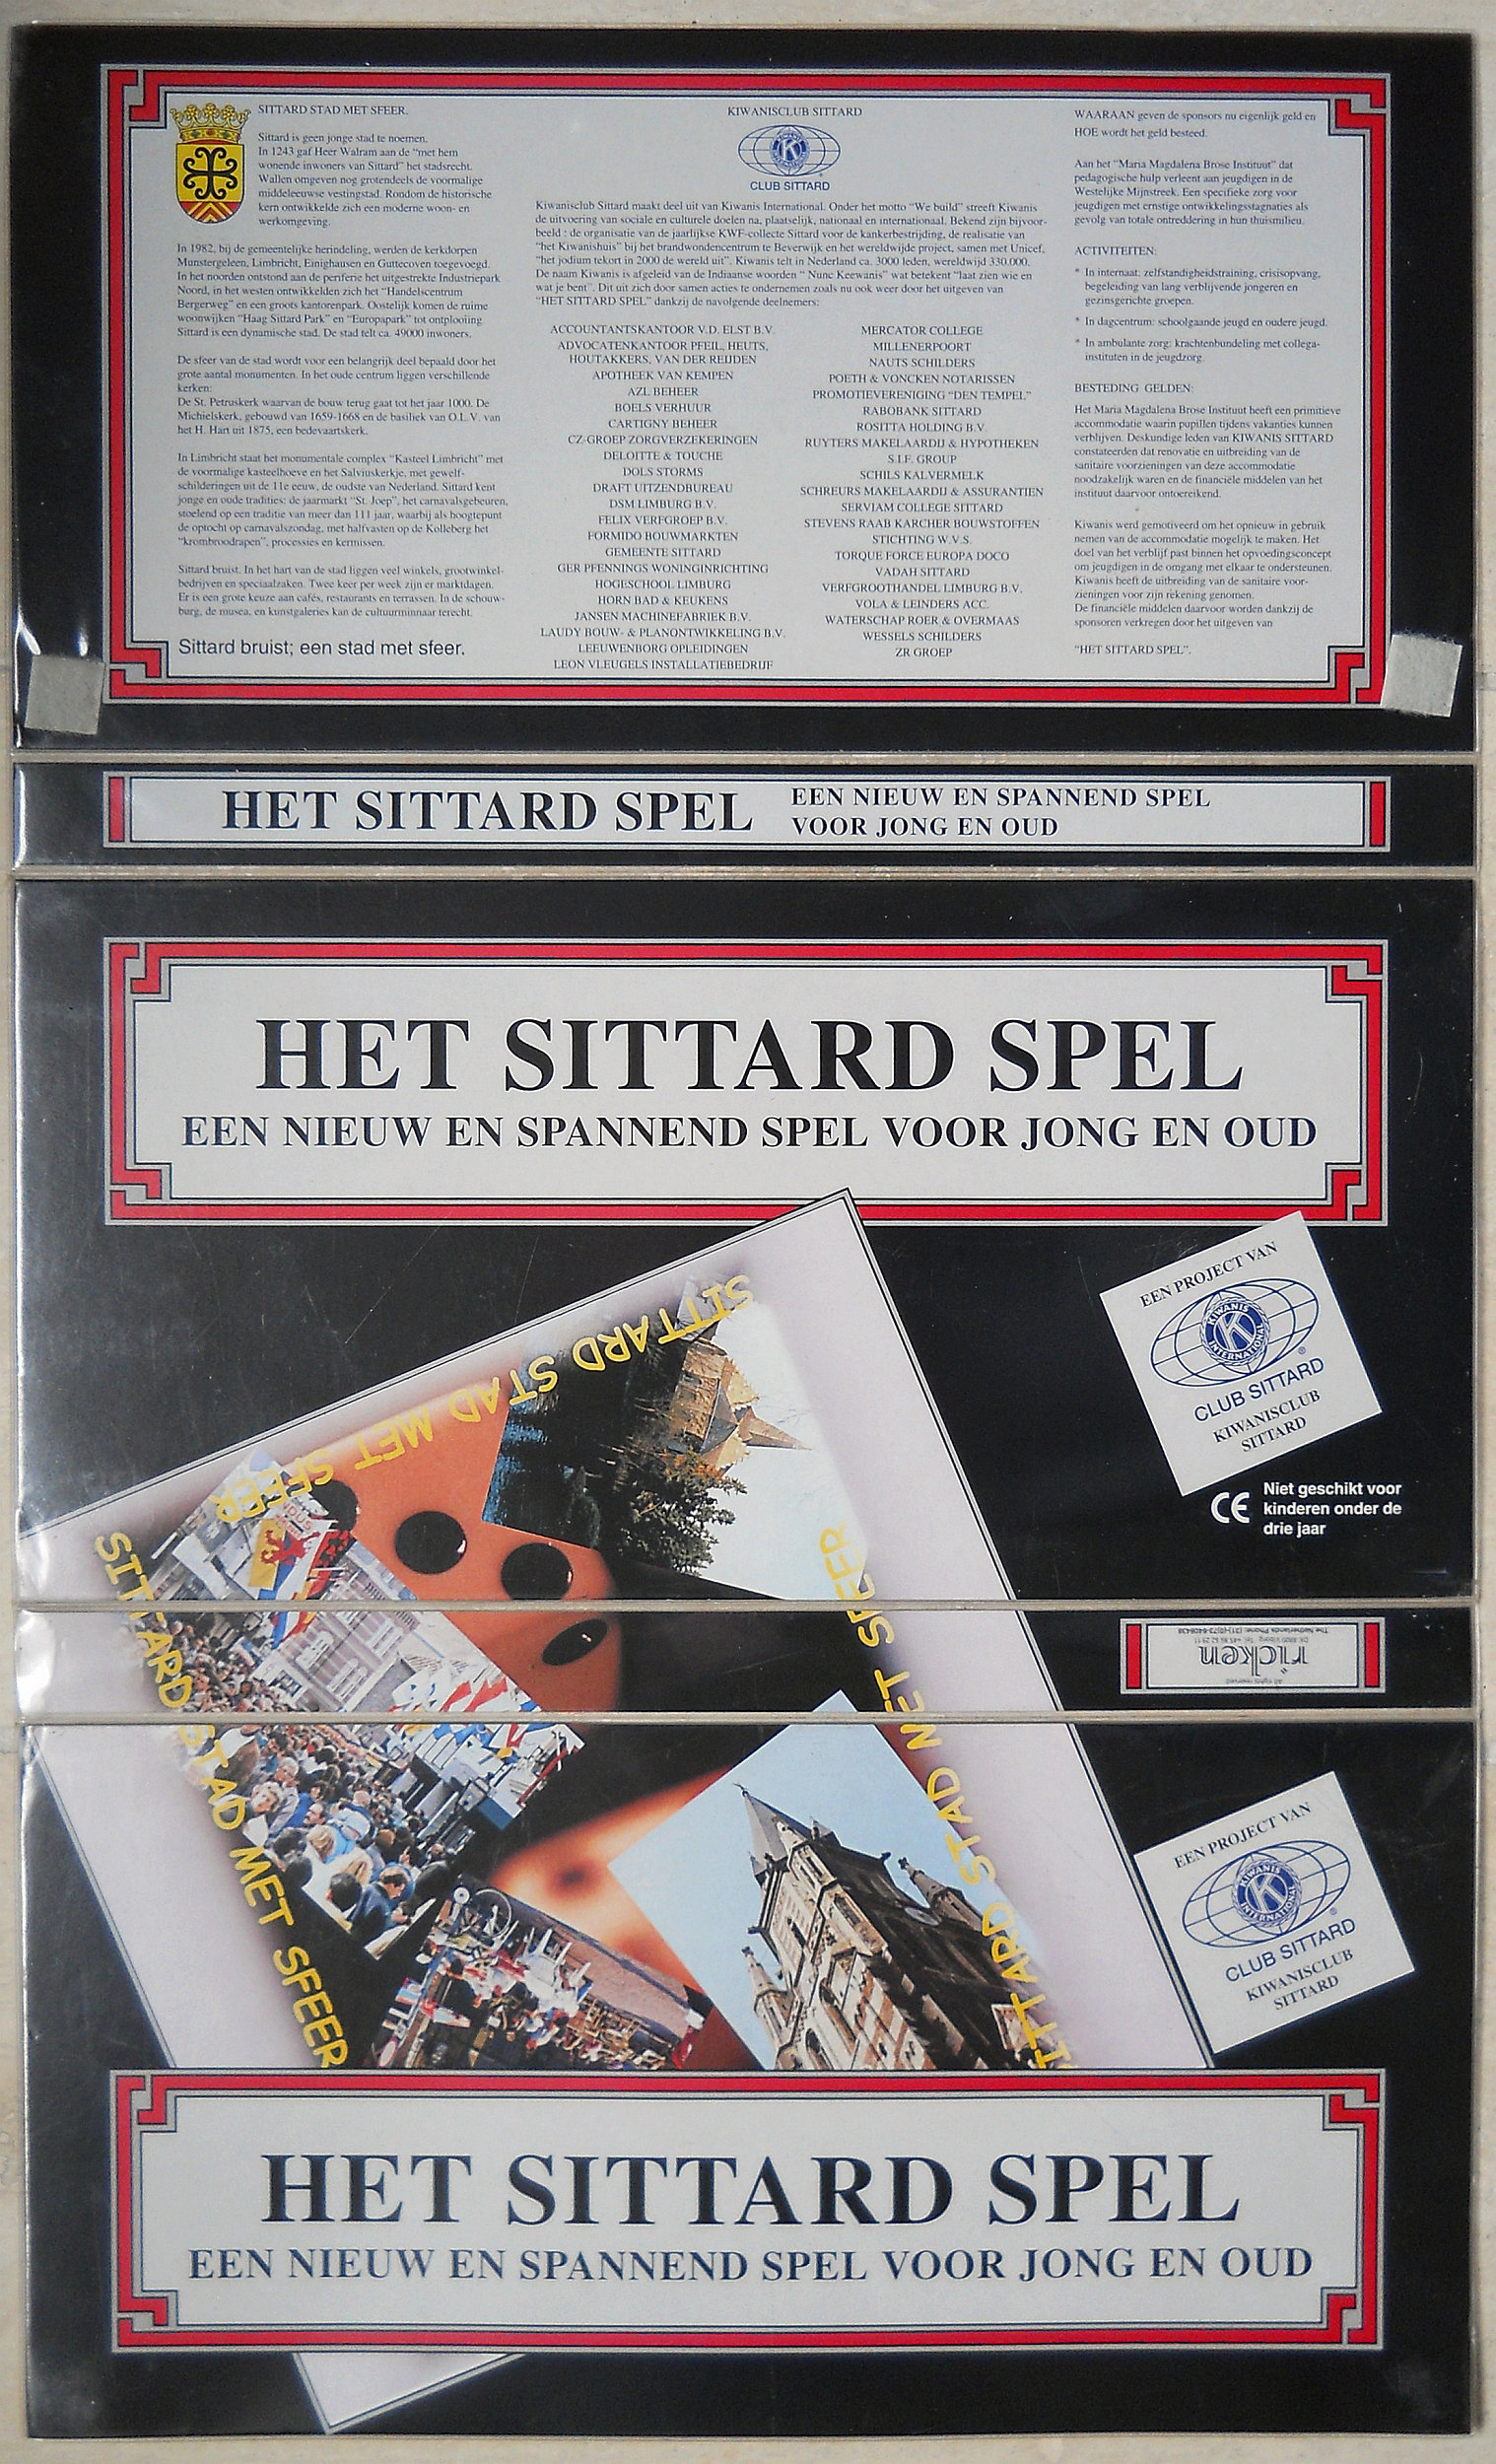 SITTARD STAD MET SFEER.
Sittard is geen jonge stad te noemen.
In 1243 gaf Heer Walram aan de "met hem
wonende inwoners van Sittard" het stadsrecht.
Wallen omgeven nog grotendeels de voormalige
middeleeuwse vestingstad. Rondom de historische
kern ontwikkelde zich een moderne woon- en
werkomgeving.
In 1982, bij de gemeentelijke herindeling, werden de kerkdorpen
Munstergeleen, Limbricht, Einighausen en Guttecoven toegevoegd.
In het noorden ontstond aan de periferie het uitgestrekte Industriepark
Noord, in het westen ontwikkelden zich het "Handelscentrum
Bergerweg" en een groots kantorenpark. Oostelijk komen de ruime
woonwijken "Haag Sittard Park" en "Europapark" tot ontplooiing.
Sittard is een dynamische stad. De stad telt ca. 49000 inwoners.
De sfeer van de stad wordt voor een belangrijk deel bepaald door het
grote aantal monumenten. In het oude centrum liggen verschillende
kerken:
De St. Petruskerk waarvan de bouw terug gaat tot het jaar 1000. De
Michielskerk, gebouwd van 1659-1668 en de basiliek van O.L.V. van
het H. Hart uit 1875, een bedevaartskerk.
In Limbricht staat het monumentale complex "Kasteel Limbricht" met
de voormalige kasteelhoeve en het Salviuskerkje, met gewelf-
schilderingen uit de 11e eeuw, de oudste van Nederland. Sittard kent
jonge en oude tradities: de jaarmarkt "St. Joep", het carnavalsgebeuren,
stoelend op een traditie van meer dan 111 jaar, waarbij als hoogtepunt
de optocht op carnavalszondag, met halfvasten op de Kolleberg het
"krombroodrapen", processies en kermissen.
Sittard bruist. In het hart van de stad liggen veel winkels, grootwinkel-
bedrijven en speciaalzaken. Twee keer per week zijn er marktdagen.
Er is een grote keuze aan cafés, restaurants en terrassen. In de schouw-
burg, de musea, en kunstgaleries kan de cultuurminnaar terecht.
Sittard bruist; een stad met sfeer.
KIWANISCLUB SITTARD
K
CLUB SITTARD
Kiwanisclub Sittard maakt deel uit van Kiwanis International. Onder het motto "We build" streeft Kiwanis
de uitvoering van sociale en culturele doelen na, plaatselijk, nationaal en internationaal. Bekend zijn bijvoor-
beeld : de organisatie van de jaarlijkse KWF-collecte Sittard voor de kankerbestrijding, de realisatie van
"het Kiwanishuis" bij het brandwondencentrum te Beverwijk en het wereldwijde project, samen met Unicef,
"het jodium tekort in 2000 de wereld uit". Kiwanis telt in Nederland ca. 3000 leden, wereldwijd 330.000.
De naam Kiwanis is afgeleid van de Indiaanse woorden " Nunc Keewanis" wat betekent "laat zien wie en
wat je bent". Dit uit zich door samen acties te ondernemen zoals nu ook weer door het uitgeven van
"HET SITTARD SPEL" dankzij de navolgende deelnemers:
ACCOUNTANTSKANTOOR V.D. ELST B.V.
ADVOCATENKANTOOR PFEIL, HEUTS,
HOUTAKKERS, VAN DER REIJDEN
APOTHEEK VAN KEMPEN
AZL BEHEER
BOELS VERHUUR
CARTIGNY BEHEER
CZ-GROEP ZORGVERZEKERINGEN
DELOITTE & TOUCHE
DOLS STORMS
DRAFT UITZENDBUREAU
DSM LIMBURG B.V.
FELIX VERFGROEP B.V.
FORMIDO BOUWMARKTEN
GEMEENTE SITTARD
GER PFENNINGS WONINGINRICHTING
HOGESCHOOL LIMBURG
HORN BAD & KEUKENS
JANSEN MACHINEFABRIEK B.V.
LAUDY BOUW- & PLANONTWIKKELING B.V.
LEEUWENBORG OPLEIDINGEN
LEON VLEUGELS INSTALLATIEBEDRIJF
MERCATOR COLLEGE
MILLENERPOORT
NAUTS SCHILDERS
POETH & VONCKEN NOTARISSEN
PROMOTIEVERENIGING "DEN TEMPEL"
RABOBANK SITTARD
ROSITTA HOLDING B.V.
RUYTERS MAKELAARDIJ & HYPOTHEKEN
S.I.F. GROUP
SCHILS KALVERMELK
SCHREURS MAKELAARDIJ & ASSURANTIEN
SERVIAM COLLEGE SITTARD
STEVENS RAAB KARCHER BOUWSTOFFEN
STICHTING W.V.S.
TORQUE FORCE EUROPA DOCO
VADAH SITTARD
VERFGROOTHANDEL LIMBURG B.V.
VOLA & LEINDERS ACC.
WATERSCHAP ROER & OVERMAAS
WESSELS SCHILDERS
ZR GROEP
WAARAAN geven de sponsors nu eigenlijk geld en
HOE wordt het geld besteed.
Aan het "Maria Magdalena Brose Instituut" dat
pedagogische hulp verleent aan jeugdigen in de
Westelijke Mijnstreek. Een specifieke zorg voor
jeugdigen met ernstige ontwikkelingsstagnaties als
gevolg van totale ontreddering in hun thuismilieu.
ACTIVITEITEN:
* In internaat: zelfstandigheidstraining, crisisopvang,
begeleiding van lang verblijvende jongeren en
gezinsgerichte groepen.
* In dagcentrum: schoolgaande jeugd en oudere jeugd.
* In ambulante zorg: krachtenbundeling met collega-
instituten in de jeugdzorg.
BESTEDING GELDEN:
Het Maria Magdalena Brose Instituut heeft een primitieve
accommodatie waarin pupillen tijdens vakanties kunnen
verblijven. Deskundige leden van KIWANIS SITTARD
constateerden dat renovatie en uitbreiding van de
sanitaire voorzieningen van deze accommodatie
noodzakelijk waren en de financiële middelen van het
instituut daarvoor ontoereikend.
Kiwanis werd gemotiveerd om het opnieuw in gebruik
nemen van de accommodatie mogelijk te maken. Het
doel van het verblijf past binnen het opvoedingsconcept
om jeugdigen in de omgang met elkaar te ondersteunen.
Kiwanis heeft de uitbreiding van de sanitaire voor-
zieningen voor zijn rekening genomen.
De financiële middelen daarvoor worden dankzij de
sponsoren verkregen door het uitgeven van
"HET SITTARD SPEL".
HET SITTARD SPEL
EEN NIEUW EN SPANNEND SPEL
VOOR JONG EN OUD
HET SITTARD SPEL
EEN NIEUW EN SPANNEND SPEL VOOR JONG EN OUD
EEN PROJECT VAN
KIWANIS
K
INTERNATIONAL
®
CLUB SITTARD
KIWANISCLUB
SITTARD
CE
Niet geschikt voor
kinderen onder de
drie jaar
SITTARD STAD MET SFEER
SITTARD STAD MET SFEER
SITTARD STAD MET SFEER
All rights reserved
ricken
The Netherlands
EEN PROJECT VAN
KIWANIS
K
INTERNATIONAL
®
CLUB SITTARD
KIWANISCLUB
SITTARD
HET SITTARD SPEL
EEN NIEUW EN SPANNEND SPEL VOOR JONG EN OUD